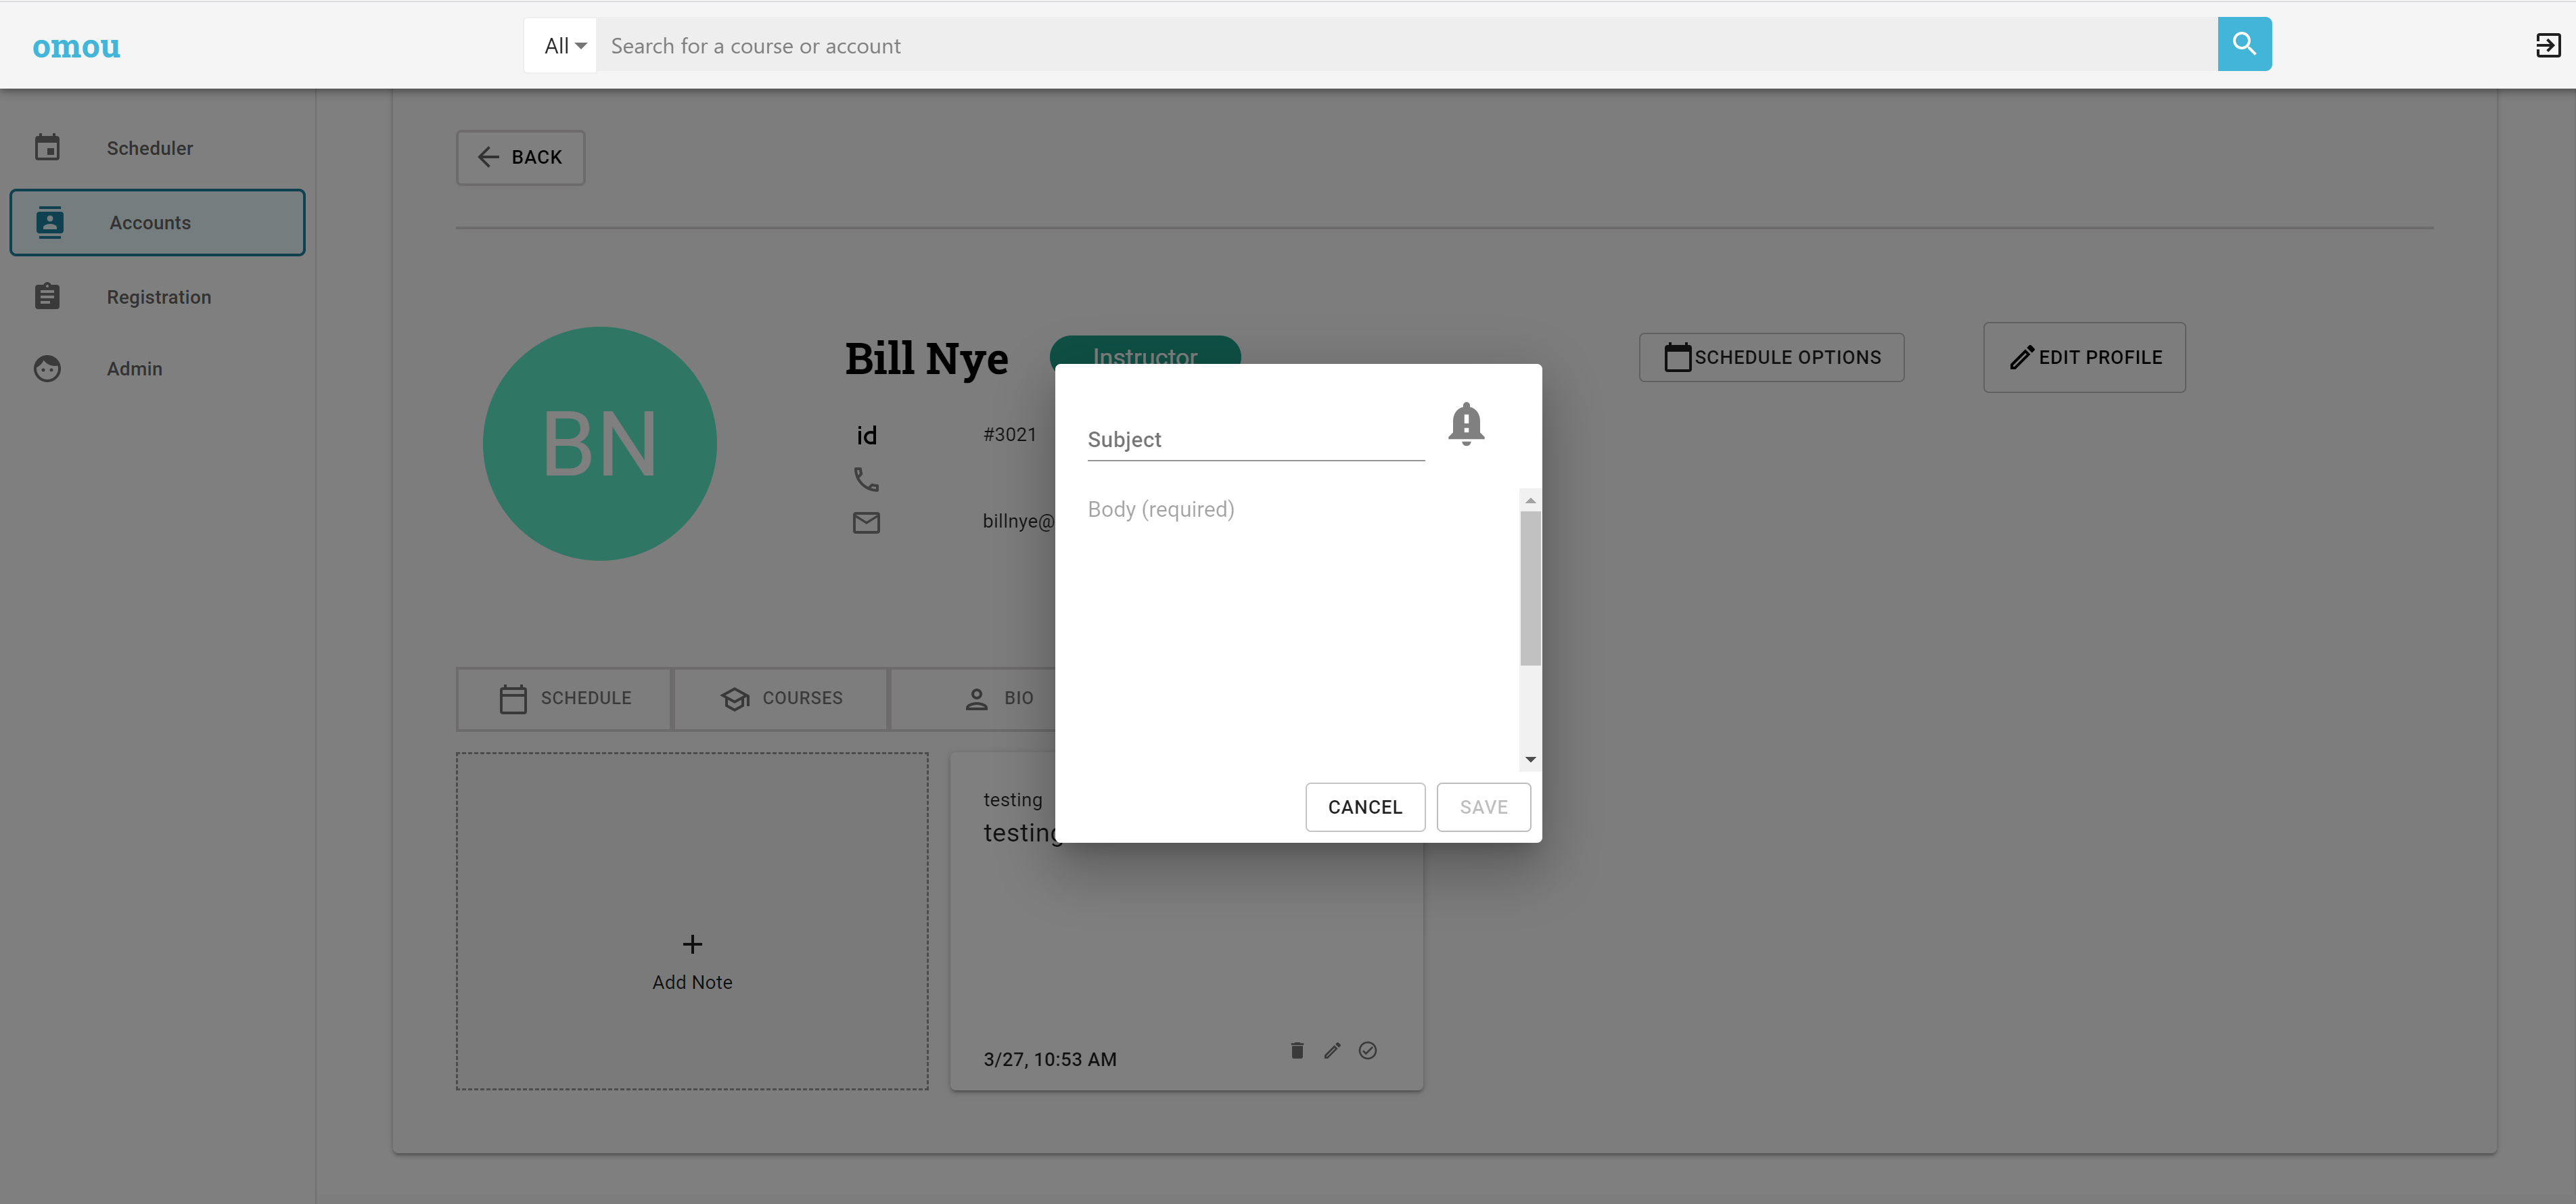 omou
All
Search for a course or account
Scheduler
Accounts
Registration
Admin
BACK
BN
Bill Nye
Instructor
SCHEDULE OPTIONS
EDIT PROFILE
id
#3021
billnye@
Subject
Body (required)
CANCEL
SAVE
SCHEDULE
COURSES
BIO
+
Add Note
testing
testing
3/27, 10:53 AM